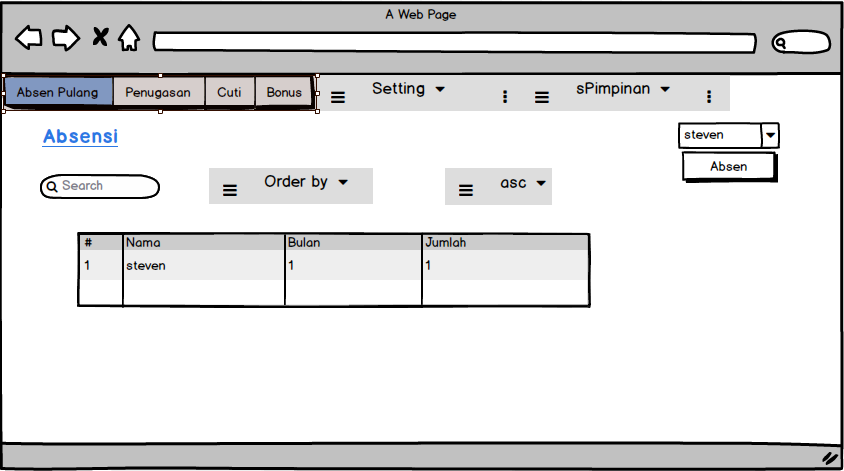 A Web Page
Absen Pulang Penugasan Cuti Bonus Setting sPimpinan
Absensi
steven
Absen
Search Order by asc
# Nama Bulan Jumlah
1 steven 1 1